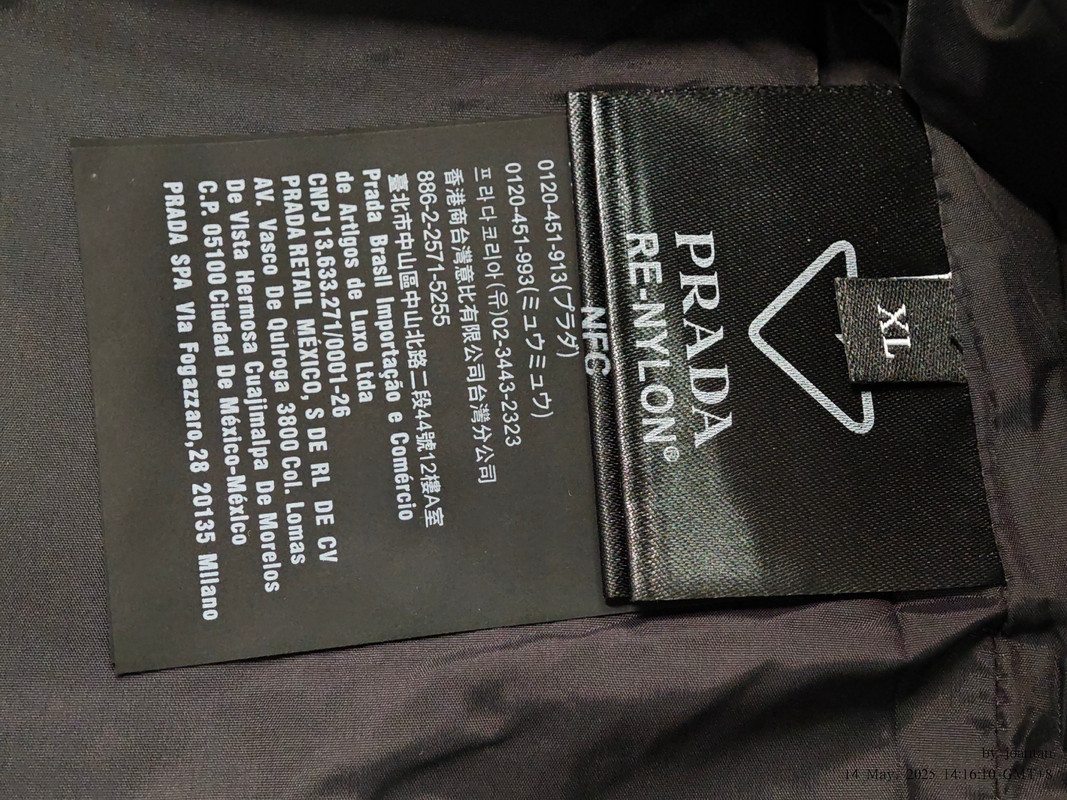 XL
PRADA
RE-NYLON®
NFC
0120-451-913(プラダ)
0120-451-993(ミュウミュウ)
프라다코리아(유)02-3443-2323
香港商台灣意比有限公司台灣分公司
886-2-2571-5255
臺北市中山區中山北路二段44號12樓A室
Prada Brasil Importação e Comércio
de Artigos de Luxo Ltda
CNPJ 13.633.271/0001-26
PRADA RETAIL MÉXICO, S DE RL DE CV
AV. Vasco De Quiroga 3800 Col. Lomas
De Vista Hermosa Cuajimalpa De Morelos
C.P. 05100 Ciudad De México-México
PRADA SPA Via Fogazzaro,28 20135 Milano
by
14 May, 2025 14:16:10 GMT+8